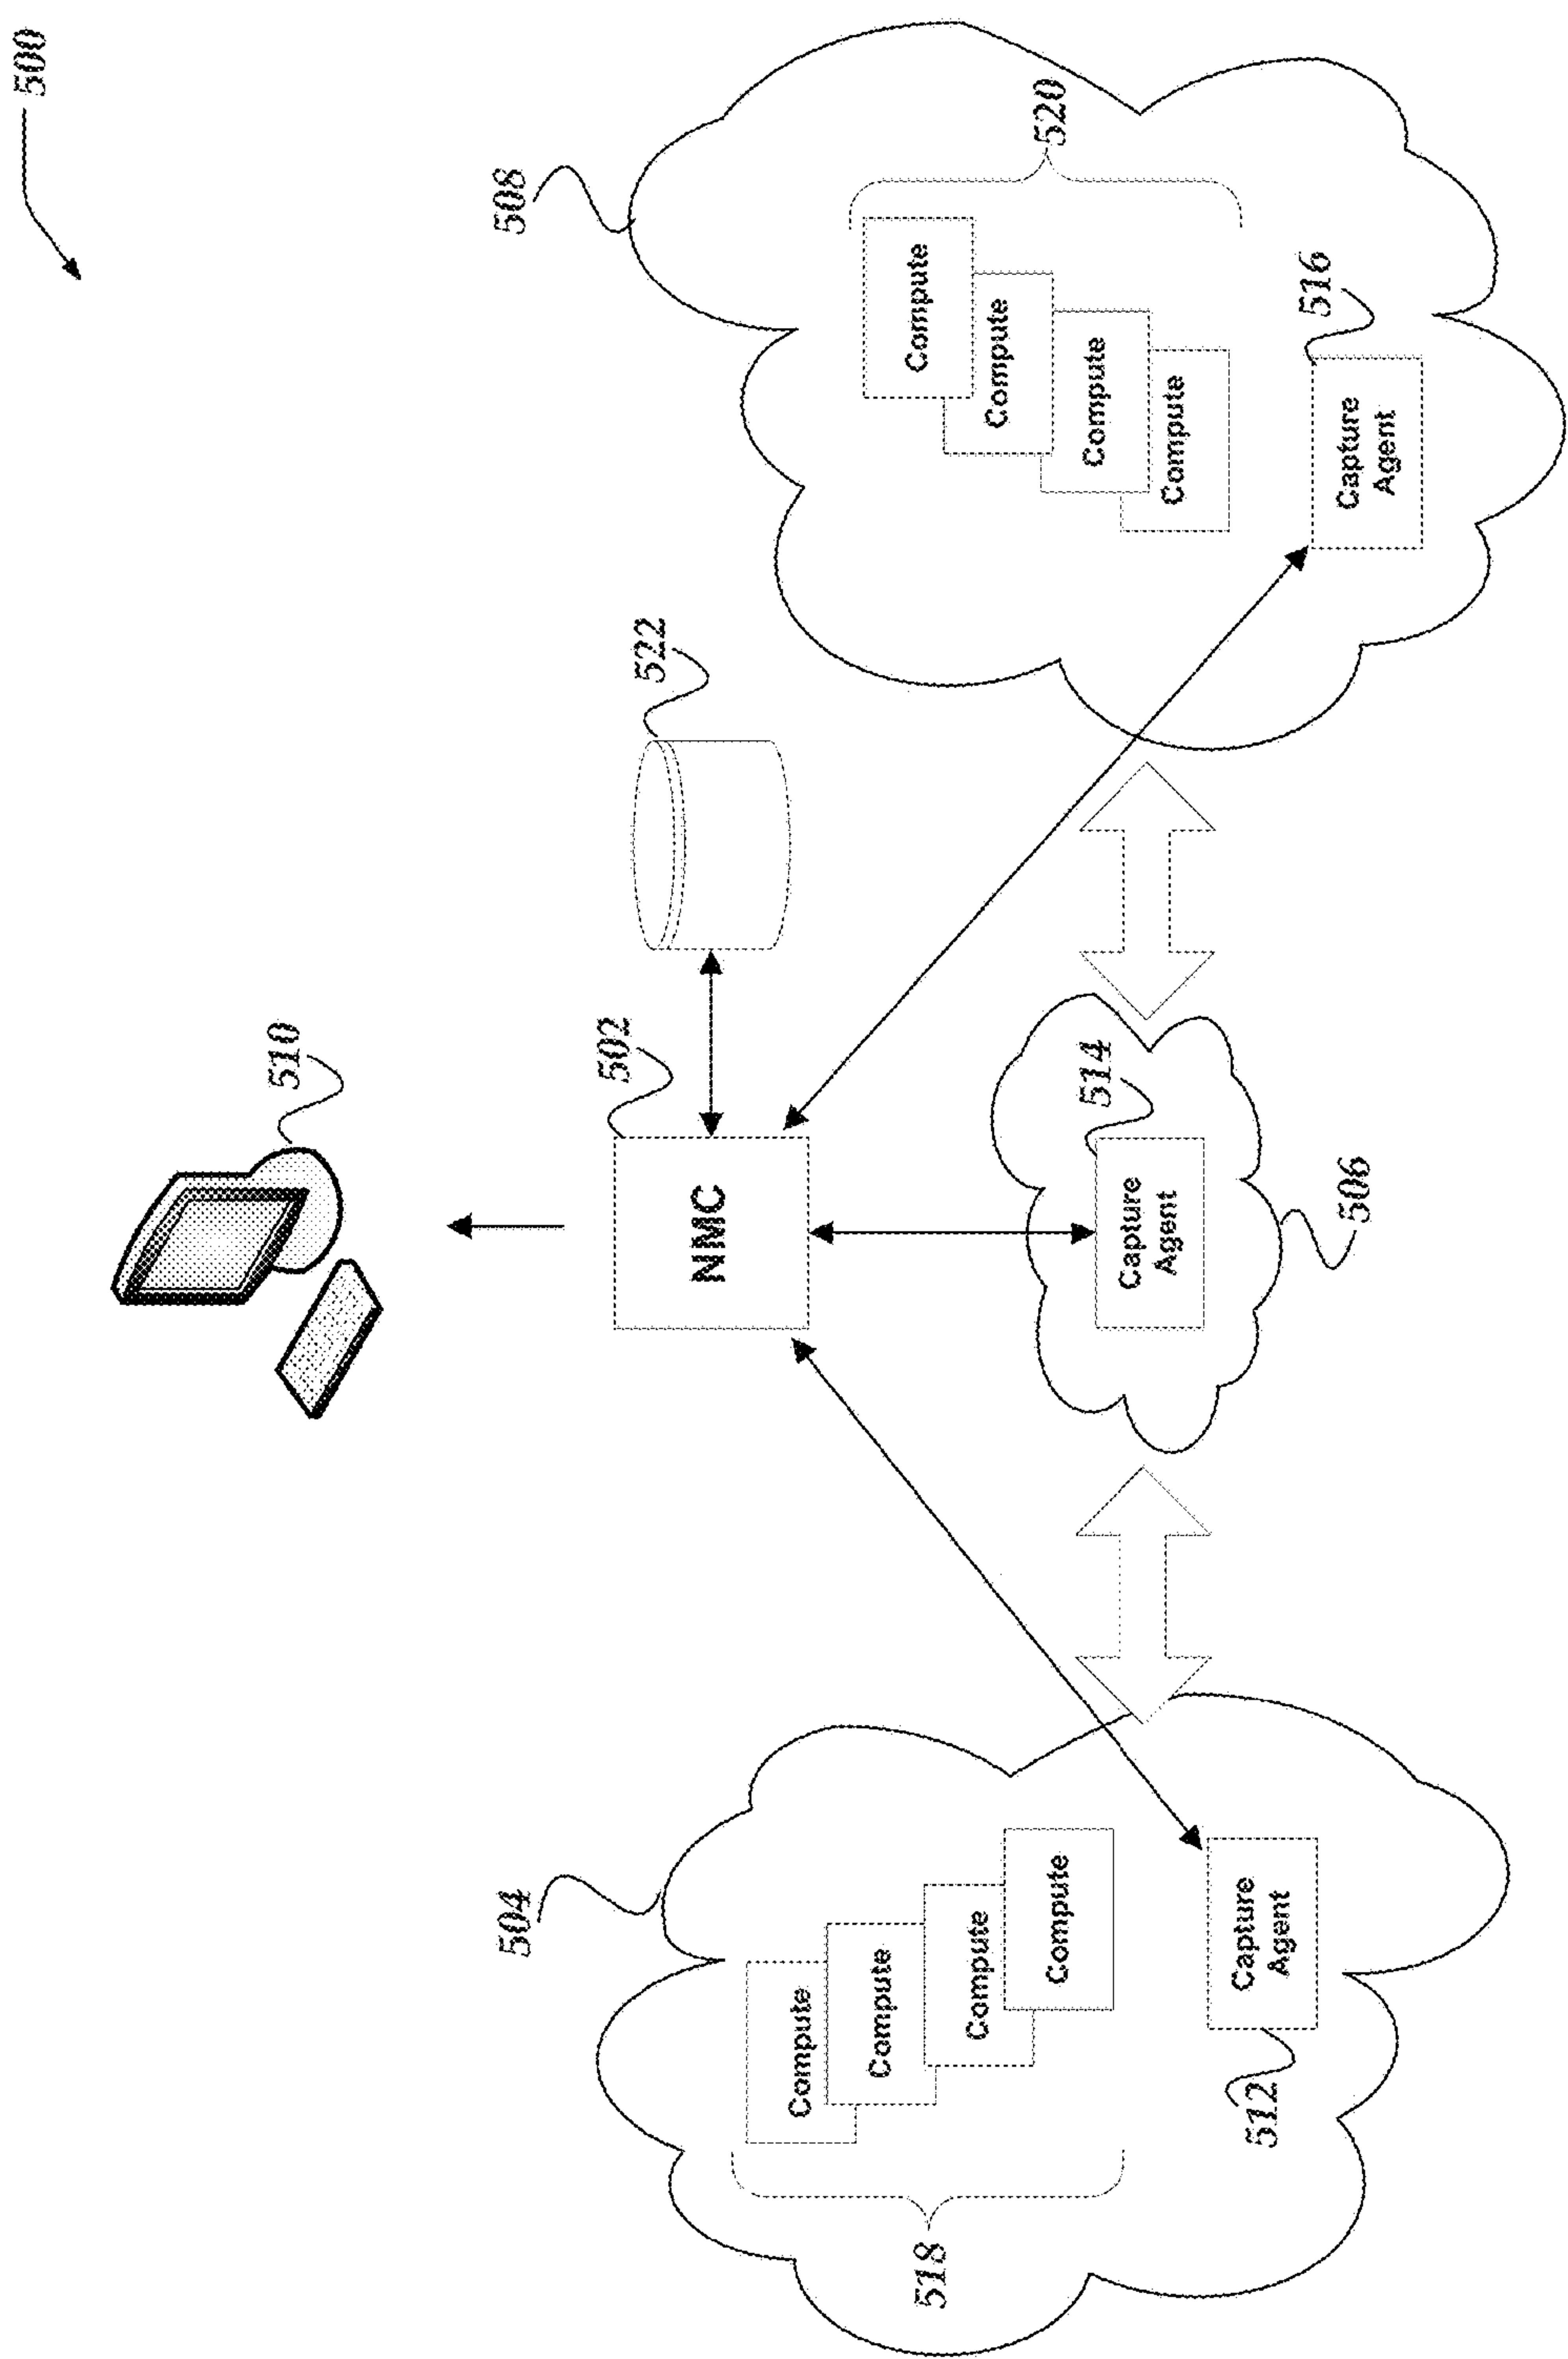 500
510
522
502
NMC
508
520
Compute
Compute
Compute
Compute
516
Capture
Agent
514
Capture
Agent
506
504
Compute
Compute
Compute
Compute
518
Capture
Agent
512